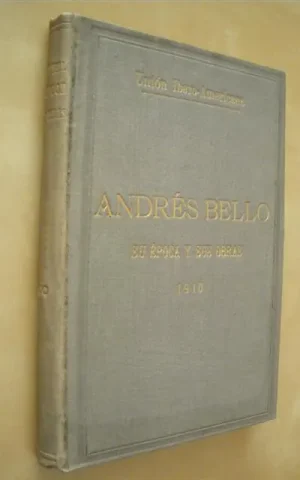 Unión Ibero-Americana
ANDRÉS BELLO
SU ÉPOCA Y SUS OBRAS
1910